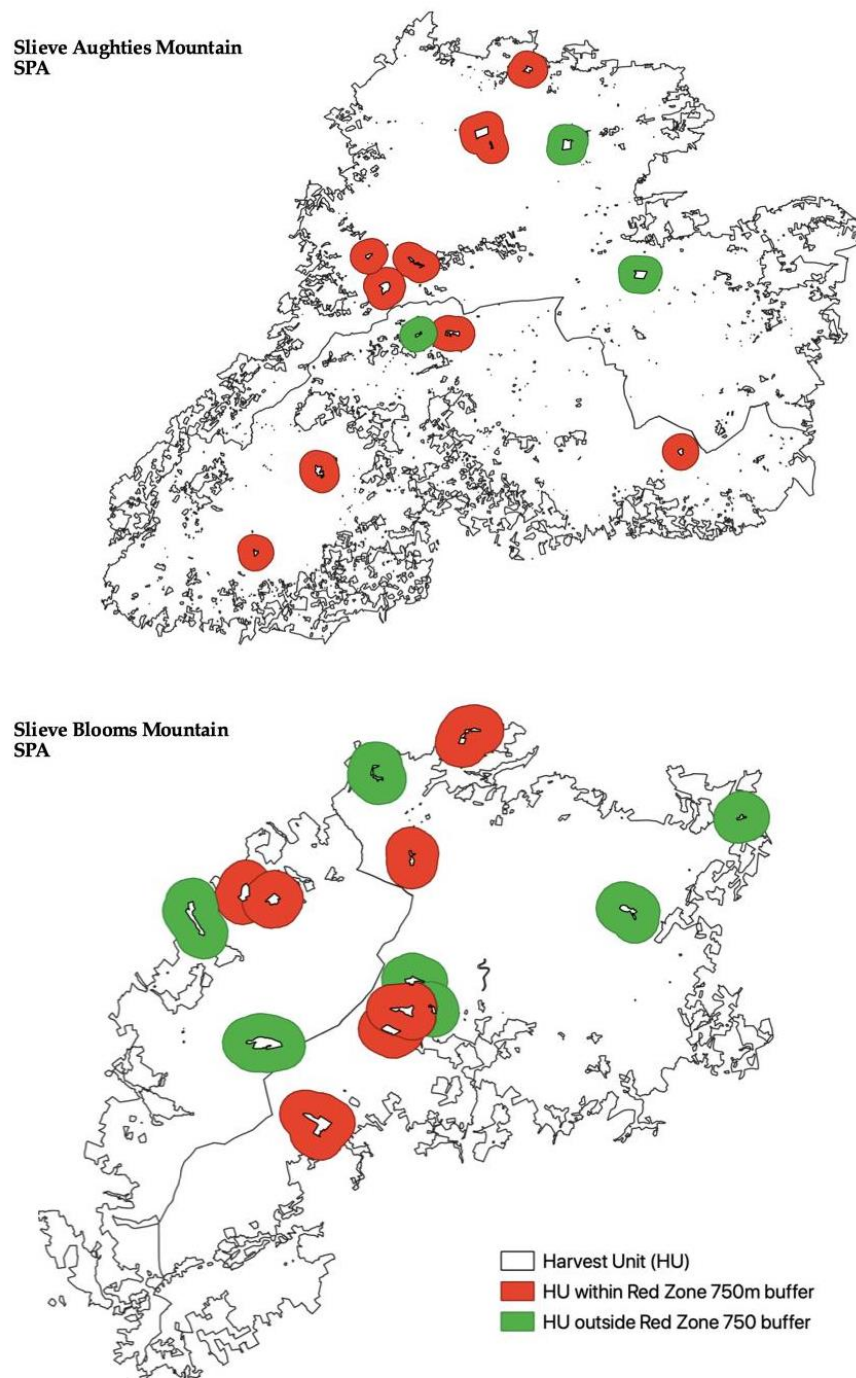 Slieve Aughties Mountain
SPA
Slieve Blooms Mountain
SPA
Harvest Unit (HU)
HU within Red Zone 750m buffer
HU outside Red Zone 750 buffer